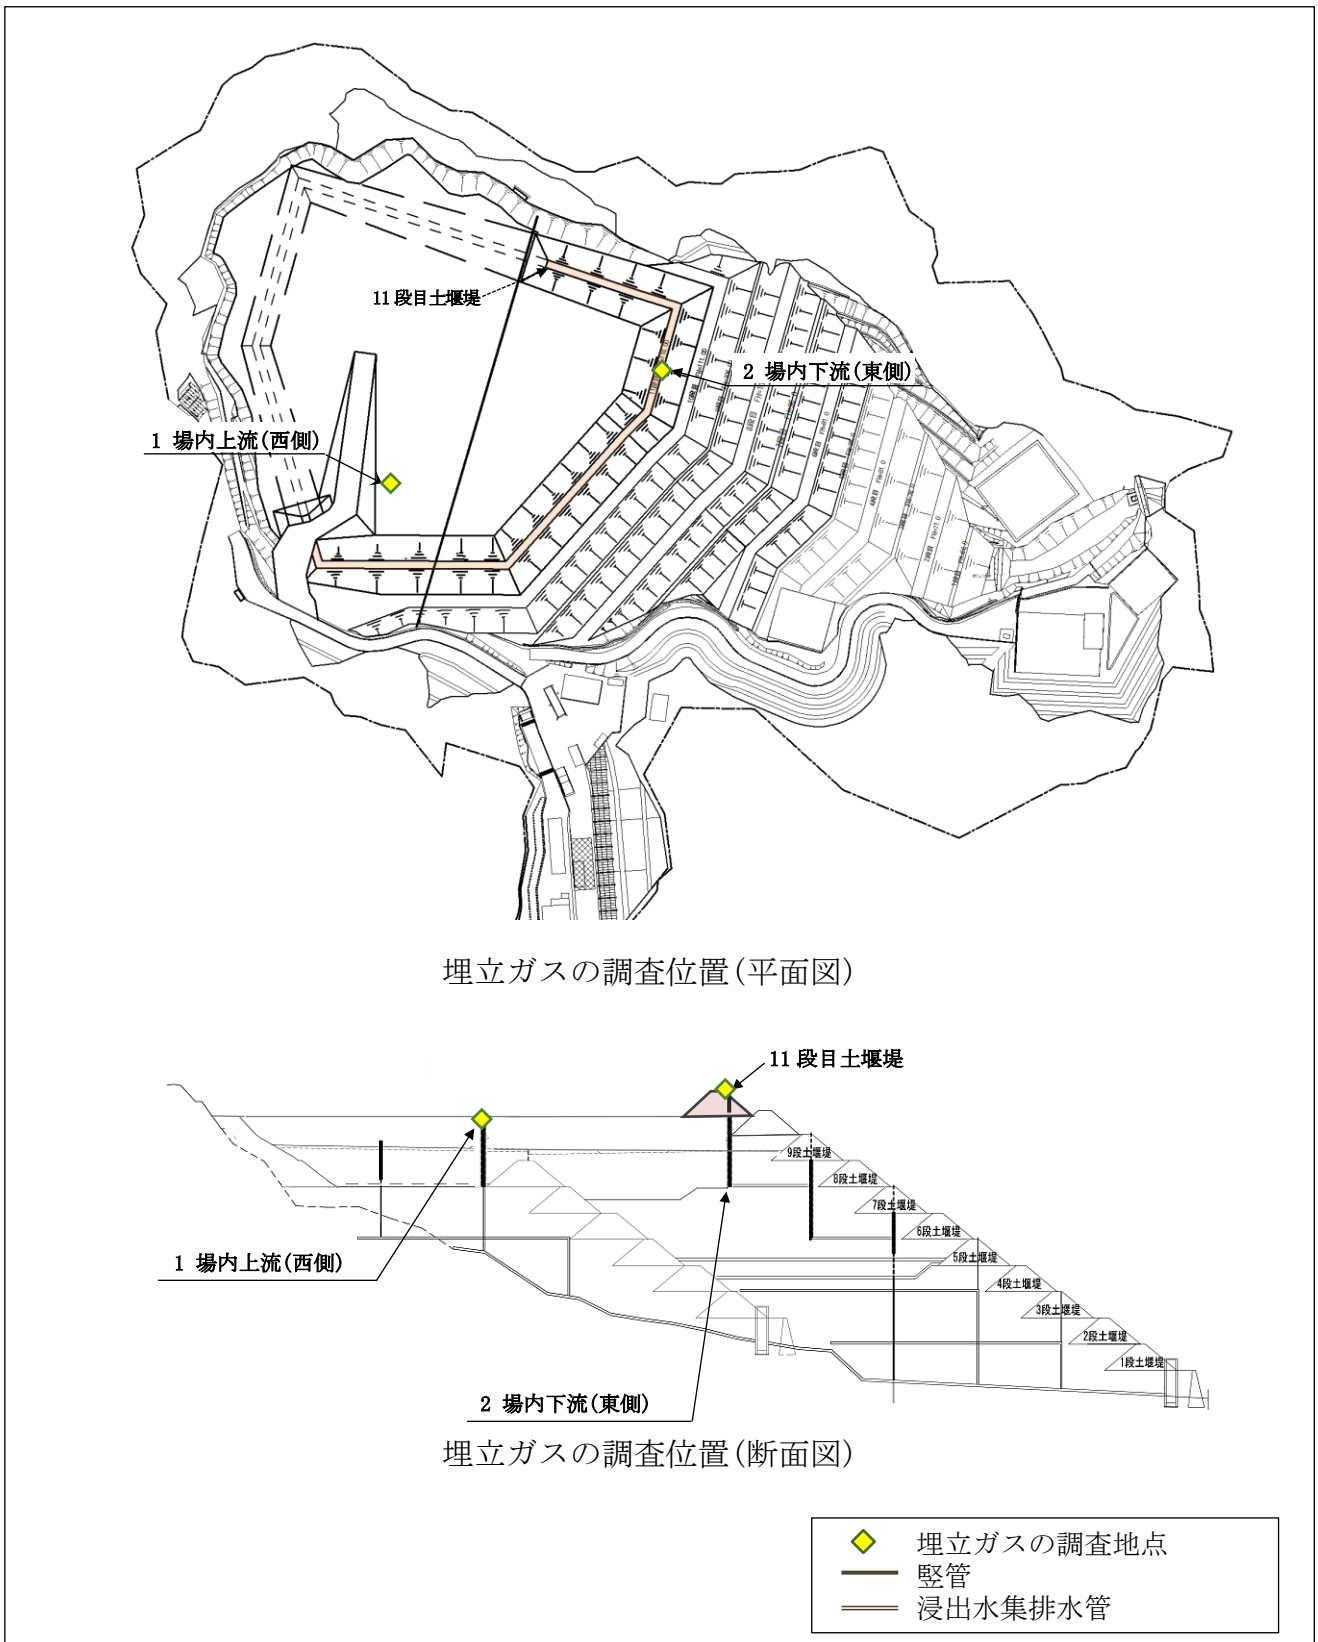 11段目土堰堤
2 場内下流(東側)
1 場内上流(西側)
埋立ガスの調査位置(平面図)
11段目土堰堤
9段土堰堤
8段土堰堤
7段土堰堤
6段土堰堤
5段土堰堤
4段土堰堤
3段土堰堤
2段土堰堤
1段土堰堤
1 場内上流(西側)
2 場内下流(東側)
埋立ガスの調査位置(断面図)
埋立ガスの調査地点
竪管
浸出水集排水管